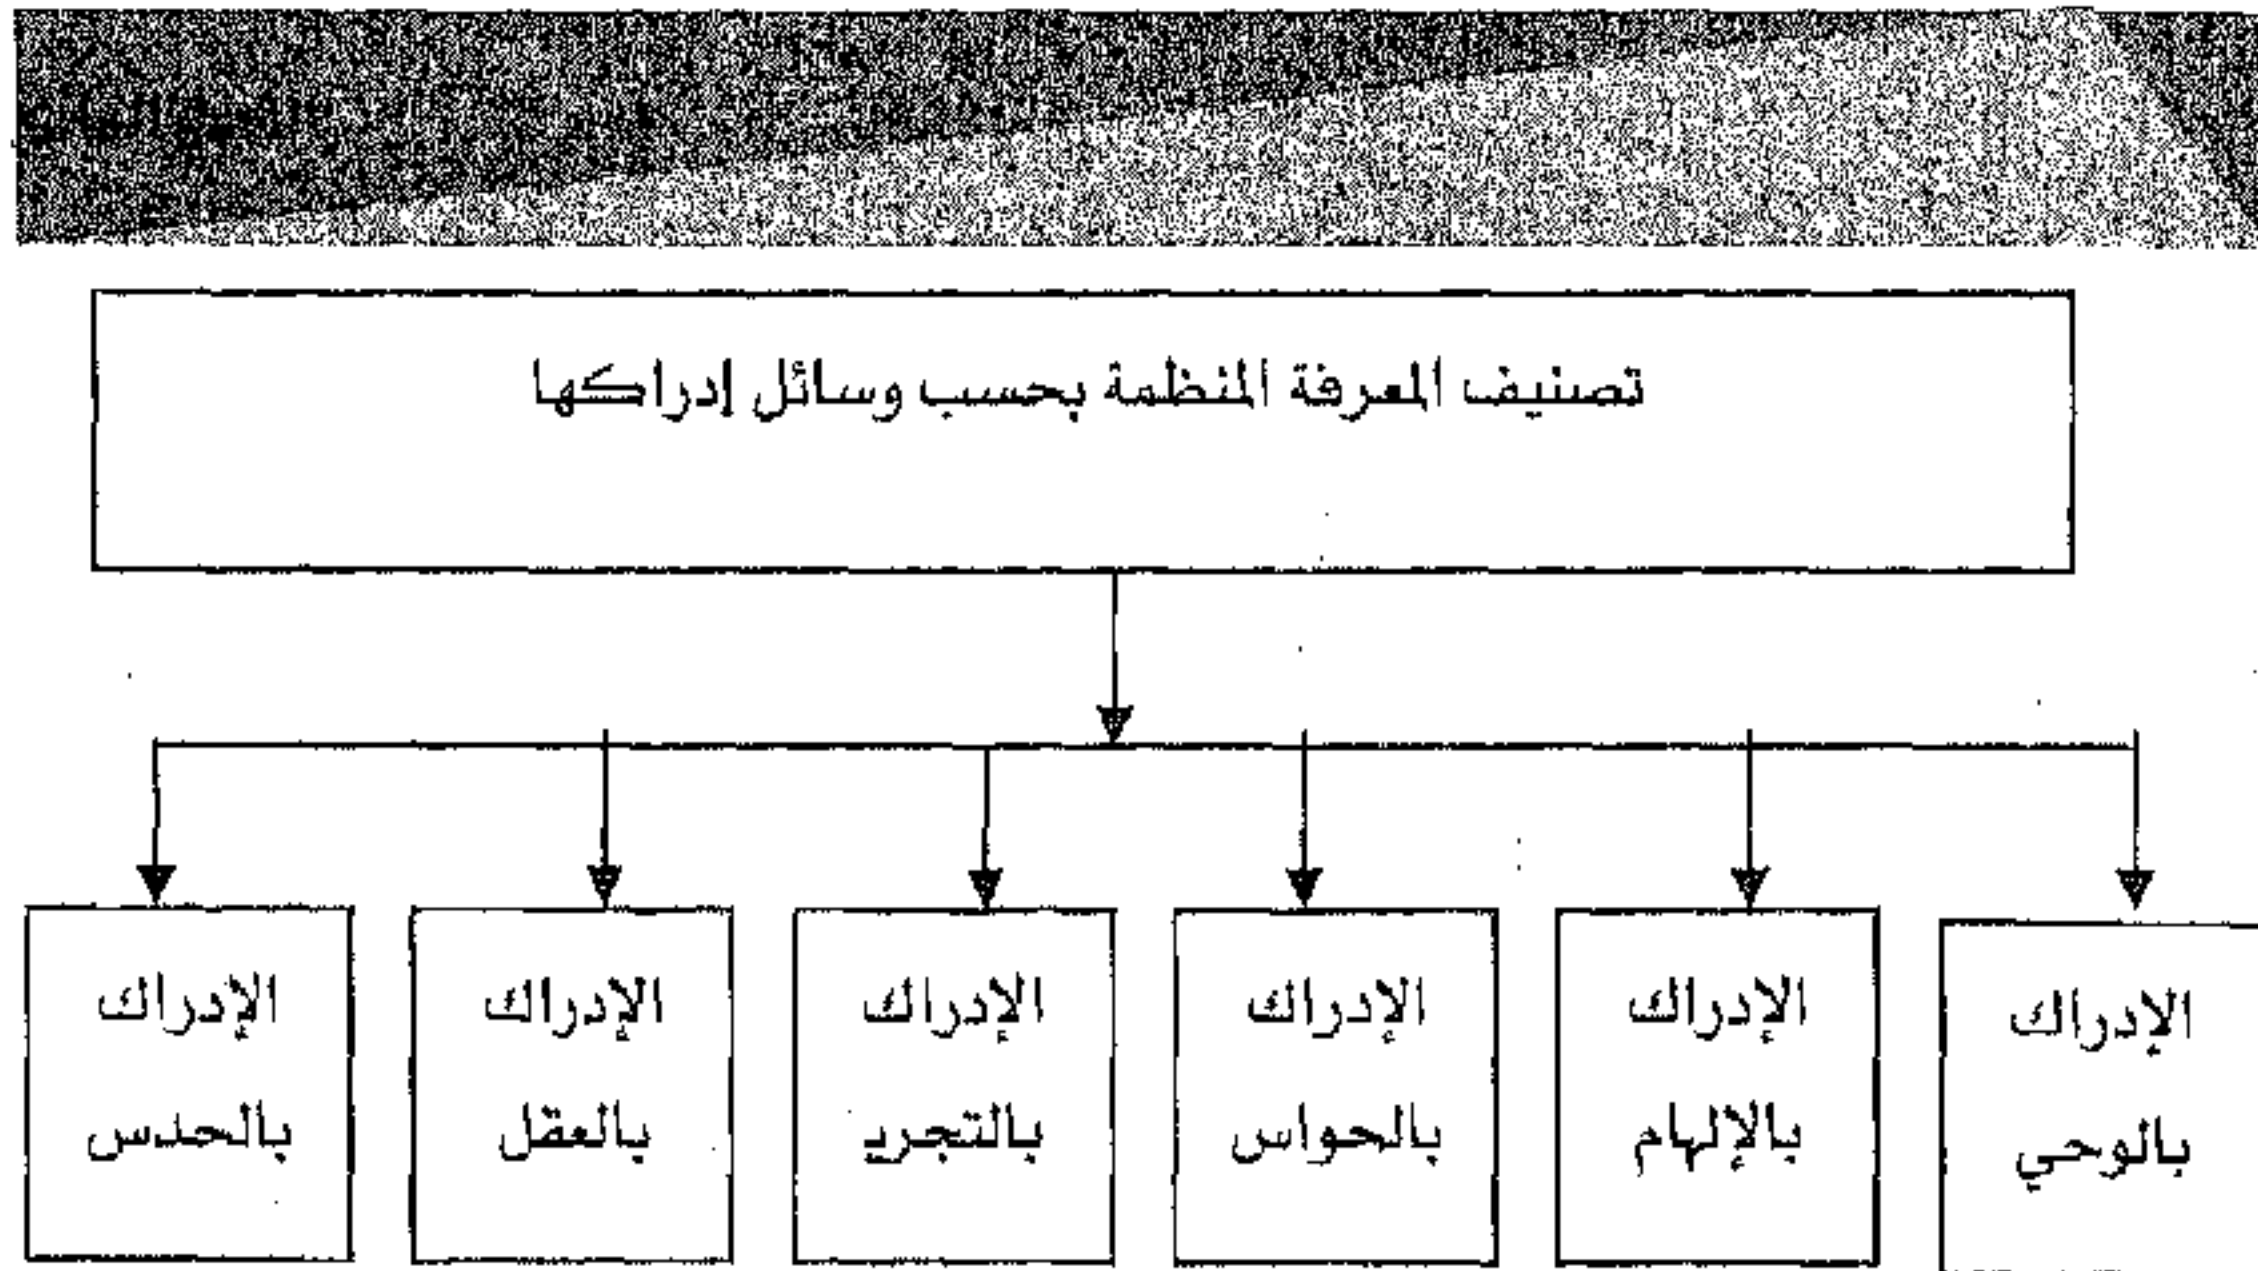 تصنيف المعرفة المنظمة بحسب وسائل إدراكها
الإدراك
بالوحي
الإدراك
بالإلهام
الإدراك
بالحواس
الإدراك
بالتجريد
الإدراك
بالعقل
الإدراك
بالحدس